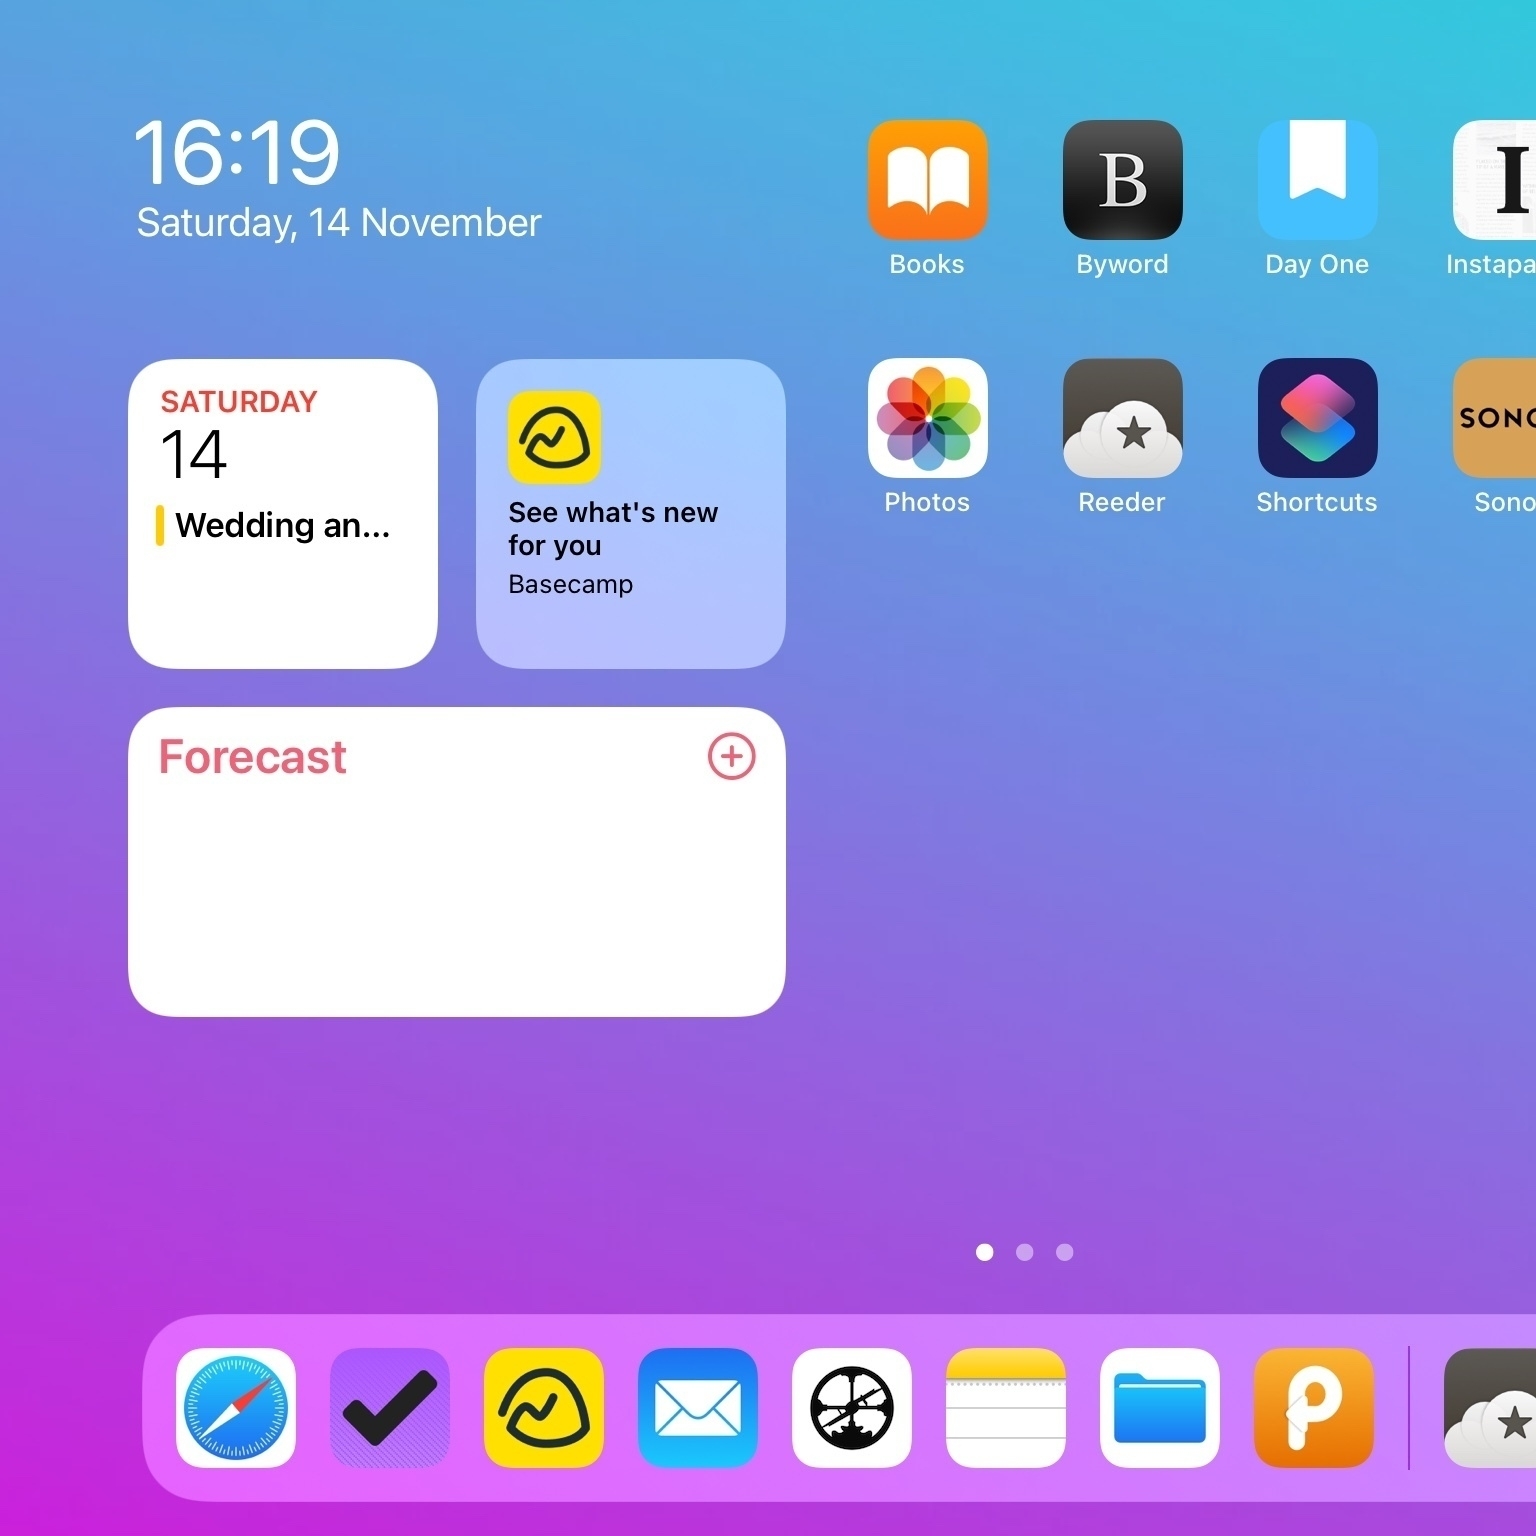 16:19
Saturday, 14 November
SATURDAY
14
Wedding an...
See what's new
for you
Basecamp
Forecast
B
I
Books
Byword
Day One
Instapa
SONO
Photos
Reeder
Shortcuts
Sono